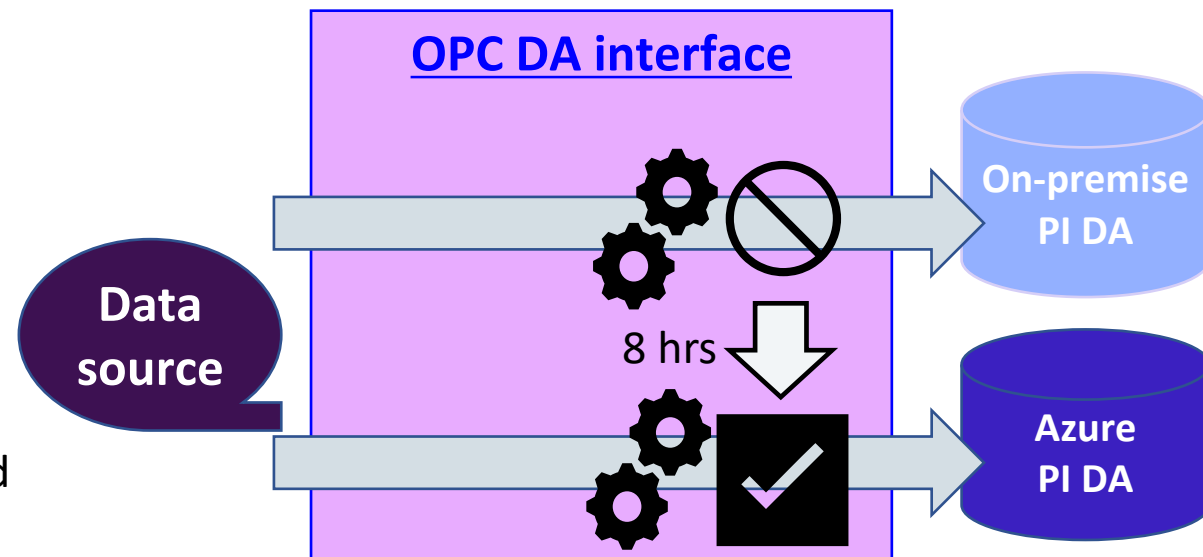 OPC DA interface
On-premise
PI DA
Data
source
8 hrs
Azure
PI DA
d